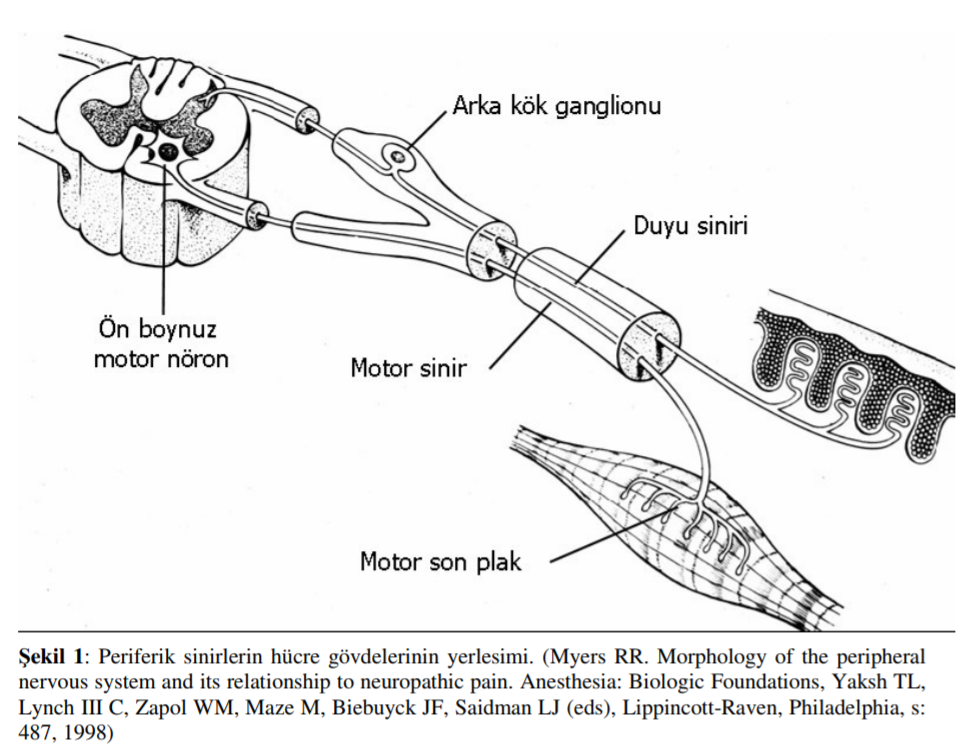 Arka kök ganglionu
Duyu siniri
Ön boynuz
motor nöron
Motor sinir
Motor son plak
Şekil 1: Periferik sinirlerin hücre gövdelerinin yerlesimi. (Myers RR. Morphology of the peripheral
nervous system and its relationship to neuropathic pain. Anesthesia: Biologic Foundations, Yaksh TL,
Lynch III C, Zapol WM, Maze M, Biebuyck JF, Saidman LJ (eds), Lippincott-Raven, Philadelphia, s:
487, 1998)